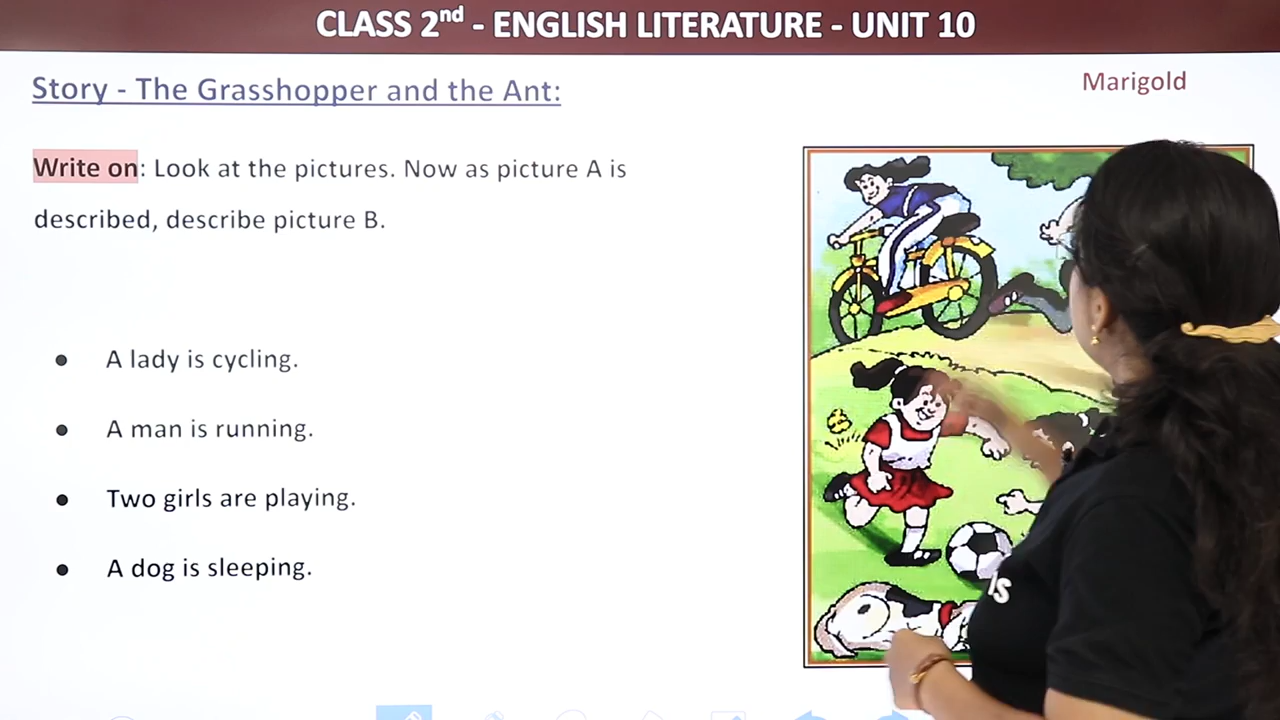 CLASS 2nd - ENGLISH LITERATURE - UNIT 10
Story - The Grasshopper and the Ant:
Marigold
Write on: Look at the pictures. Now as picture A is
described, describe picture B.
● A lady is cycling.
● A man is running.
● Two girls are playing.
● A dog is sleeping.